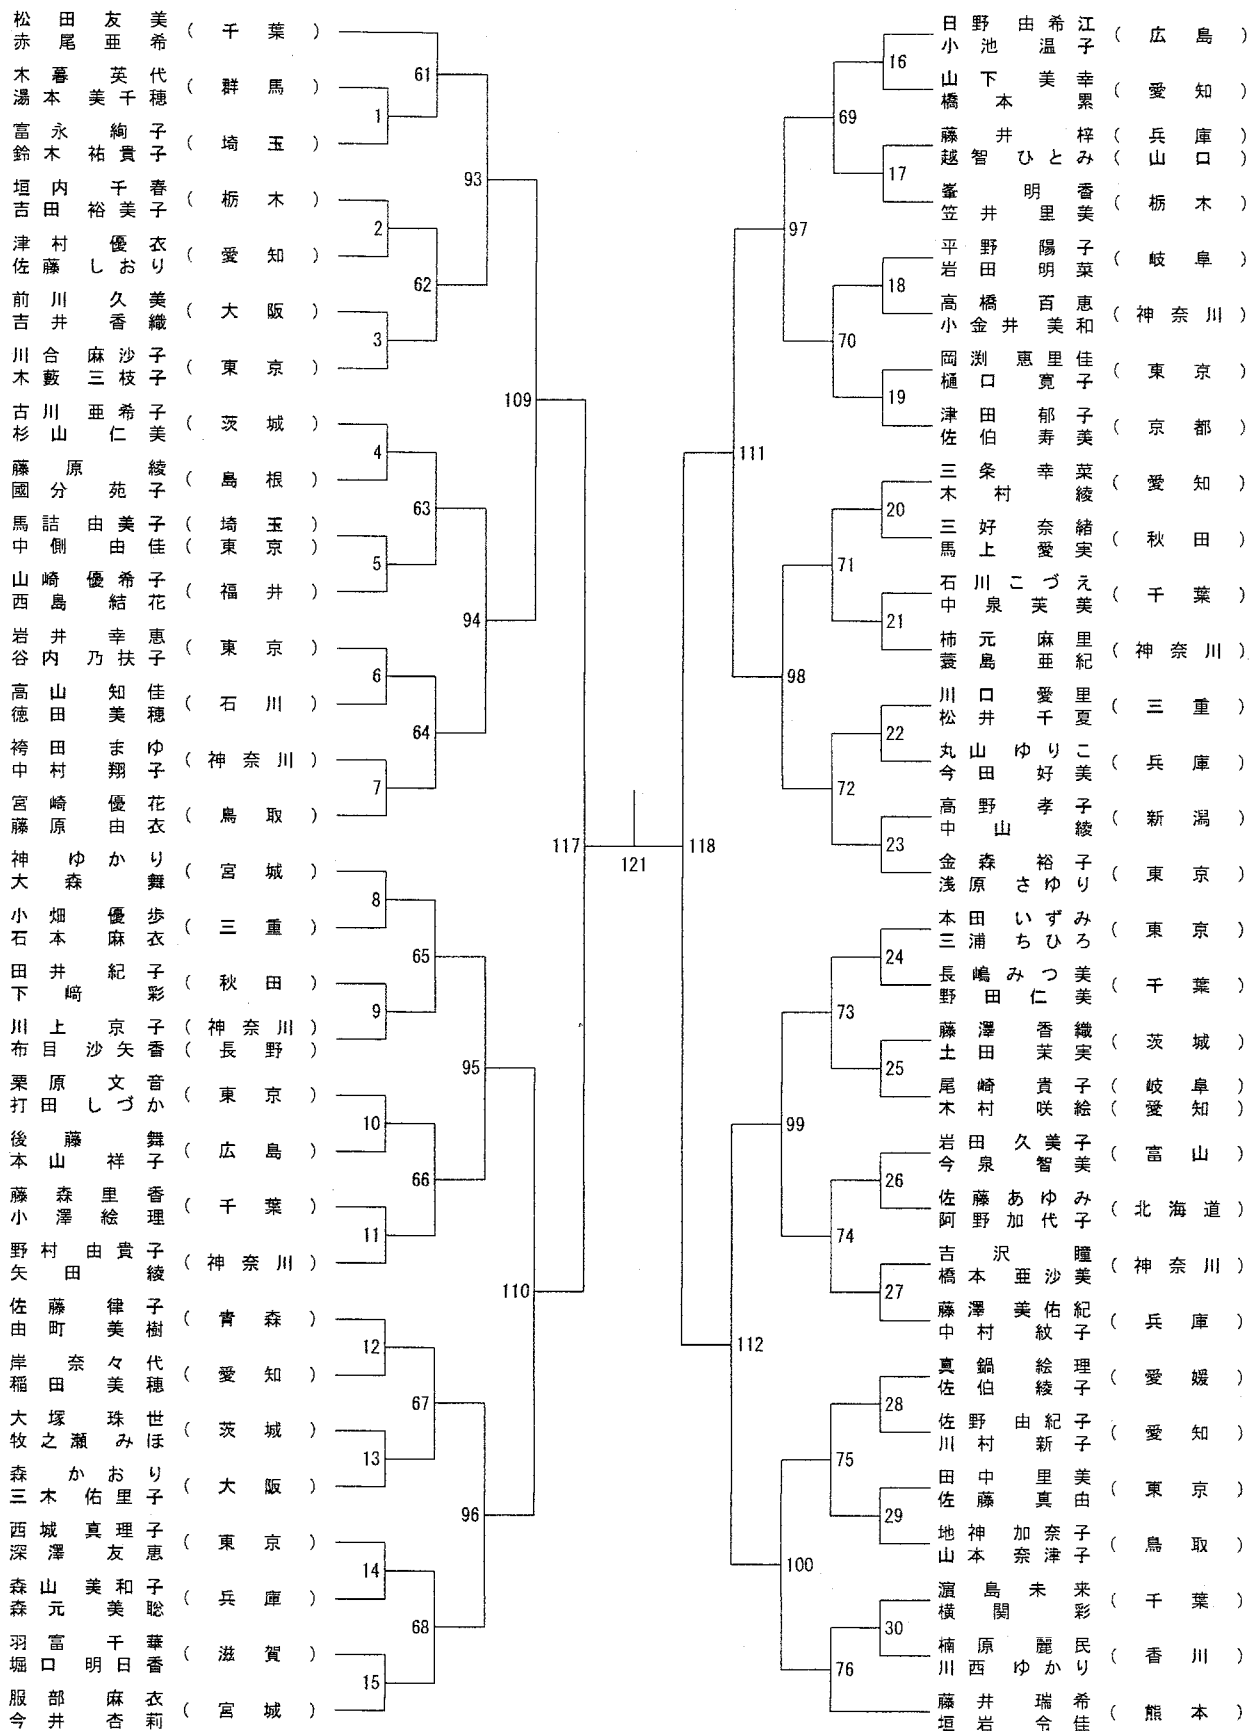 松田友美
赤尾亜希
(千葉)
木暮英代
湯本美千穂
(群馬)
富永絢子
鈴木祐貴子
(埼玉)
垣内千春
吉田裕美子
(栃木)
津村優衣
佐藤しおり
(愛知)
前川久美
吉井香織
(大阪)
川合麻沙子
木藪三枝子
(東京)
古川亜希子
杉山仁美
(茨城)
藤原綾
國分苑子
(島根)
馬詰由美子(埼玉)
中側由佳(東京)
山崎優希子
西島結花
(福井)
岩井幸恵
谷内乃扶子
(東京)
高山知佳
徳田美穂
(石川)
袴田まゆ
中村翔子
(神奈川)
宮崎優花
藤原由衣
(鳥取)
神ゆかり
大森舞
(宮城)
小畑優歩
石本麻衣
(三重)
田井紀子
下﨑彩
(秋田)
川上京子(神奈川)
布目沙矢香(長野)
栗原文音
打田しづか
(東京)
後藤舞
本山祥子
(広島)
藤森里香
小澤絵理
(千葉)
野村由貴子
矢田綾
(神奈川)
佐藤律子
由町美樹
(青森)
岸奈々代
稲田美穂
(愛知)
大塚珠世
牧之瀬みほ
(茨城)
森かおり
三木佑里子
(大阪)
西城真理子
深澤友恵
(東京)
森山美和子
森元美聡
(兵庫)
羽富千華
堀口明日香
(滋賀)
服部麻衣
今井杏莉
(宮城)
1
2
3
4
5
6
7
8
9
10
11
12
13
14
15
61
62
63
64
65
66
67
68
93
94
95
96
109
110
117
121
118
111
112
97
98
99
100
69
70
71
72
73
74
75
76
16
17
18
19
20
21
22
23
24
25
26
27
28
29
30
日野由希江
小池温子
(広島)
山下美幸
橋本累
(愛知)
藤井梓(兵庫)
越智ひとみ(山口)
峯明香
笠井里美
(栃木)
平野陽子
岩田明菜
(岐阜)
高橋百恵
小金井美和
(神奈川)
岡渕恵里佳
樋口寛子
(東京)
津田郁子
佐伯寿美
(京都)
三条幸菜
木村綾
(愛知)
三好奈緒
馬上愛実
(秋田)
石川こづえ
中泉芙美
(千葉)
柿元麻里
蓑島亜紀
(神奈川)
川口愛里
松井千夏
(三重)
丸山ゆりこ
今田好美
(兵庫)
高野孝子
中山綾
(新潟)
金森裕子
浅原さゆり
(東京)
本田いずみ
三浦ちひろ
(東京)
長嶋みつ美
野田仁美
(千葉)
藤澤香織
土田茉実
(茨城)
尾崎貴子(岐阜)
木村咲絵(愛知)
岩田久美子
今泉智美
(富山)
佐藤あゆみ
阿野加代子
(北海道)
吉沢瞳
橋本亜沙美
(神奈川)
藤澤美佑紀
中村紋子
(兵庫)
真鍋絵理
佐伯綾子
(愛媛)
佐野由紀子
川村新子
(愛知)
田中里美
佐藤真由
(東京)
地神加奈子
山本奈津子
(鳥取)
濵島未来
横関彩
(千葉)
楠原麗民
川西ゆかり
(香川)
藤井瑞希
垣岩令佳
(熊本)